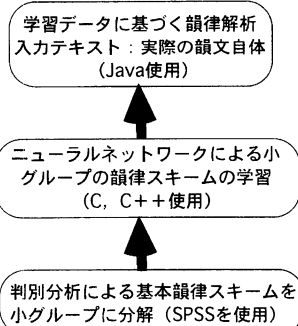 学習データに基づく韻律解析
入力テキスト：実際の韻文自体
（Java使用）
ニューラルネットワークによる小
グループの韻律スキームの学習
（C，C++使用）
判別分析による基本韻律スキームを
小グループに分解（SPSSを使用）